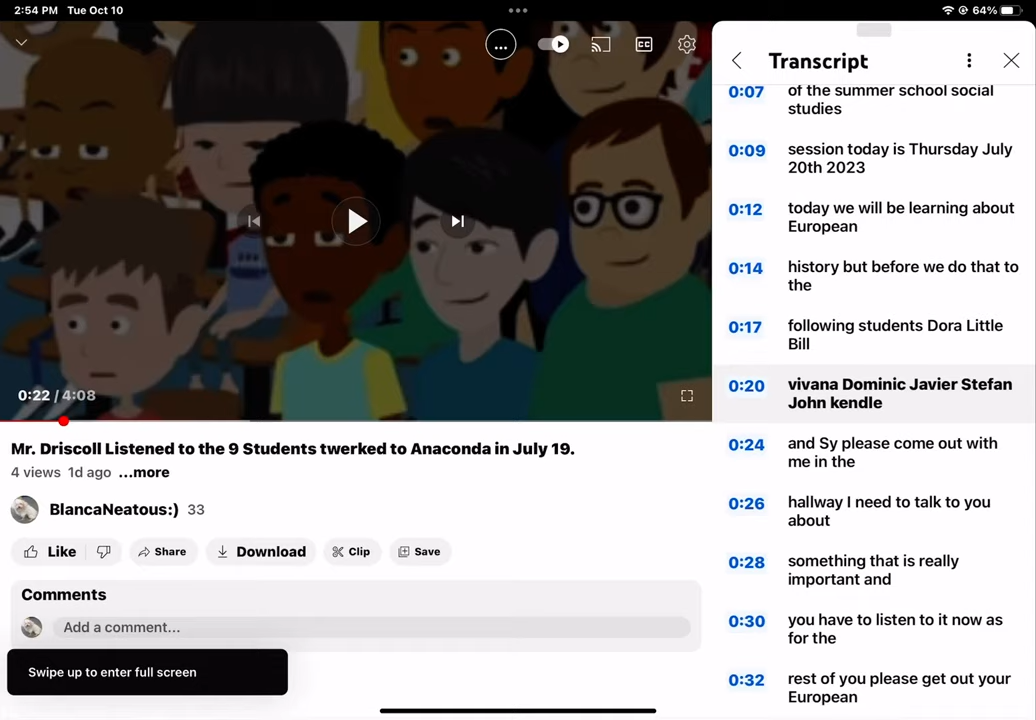 2:54 PM Tue Oct 10
64%
CC
0:22 / 4:08
Mr. Driscoll Listened to the 9 Students twerked to Anaconda in July 19.
4 views 1d ago ...more
BlancaNeatous:) 33
Like
Share
Download
Clip
Save
Comments
Add a comment...
Swipe up to enter full screen
Transcript
0:07 of the summer school social
studies
0:09 session today is Thursday July
20th 2023
0:12 today we will be learning about
European
0:14 history but before we do that to
the
0:17 following students Dora Little
Bill
0:20 vivana Dominic Javier Stefan
John kendle
0:24 and Sy please come out with
me in the
0:26 hallway I need to talk to you
about
0:28 something that is really
important and
0:30 you have to listen to it now as
for the
0:32 rest of you please get out your
European